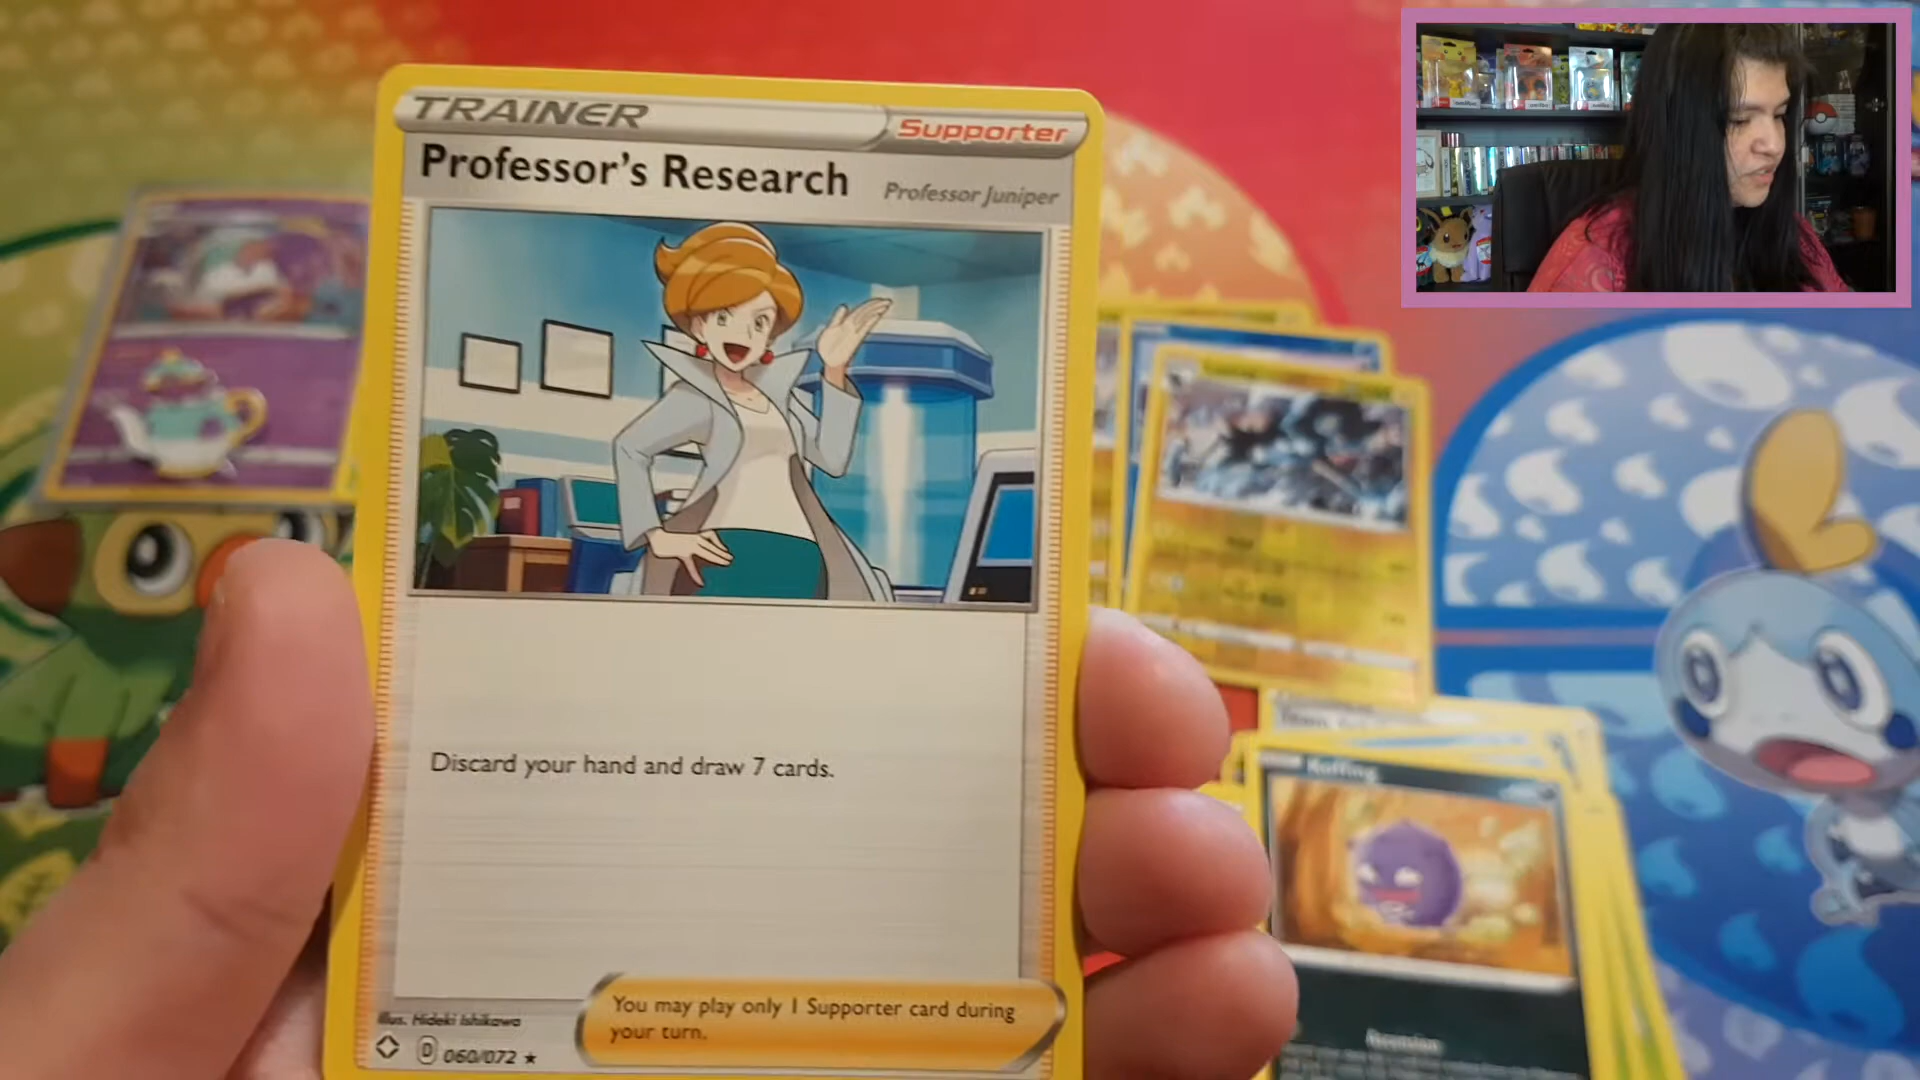 TRAINER
Supporter
Professor's Research
Professor Juniper
Discard your hand and draw 7 cards.
You may play only 1 Supporter card during
your turn.
Illus. Hideki Ishikawa
D 060/072 ★
Koffing